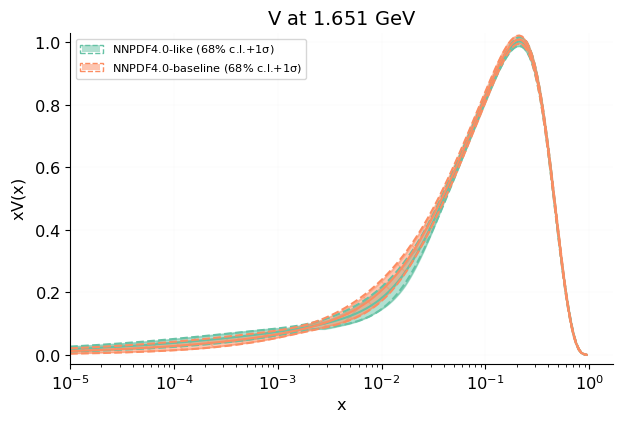 V at 1.651 GeV
NNPDF4.0-like (68% c.l.+1σ)
NNPDF4.0-baseline (68% c.l.+1σ)
xV(x)
1.0
0.8
0.6
0.4
0.2
0.0
10⁻⁵ 10⁻⁴ 10⁻³ 10⁻² 10⁻¹ 10⁰
x